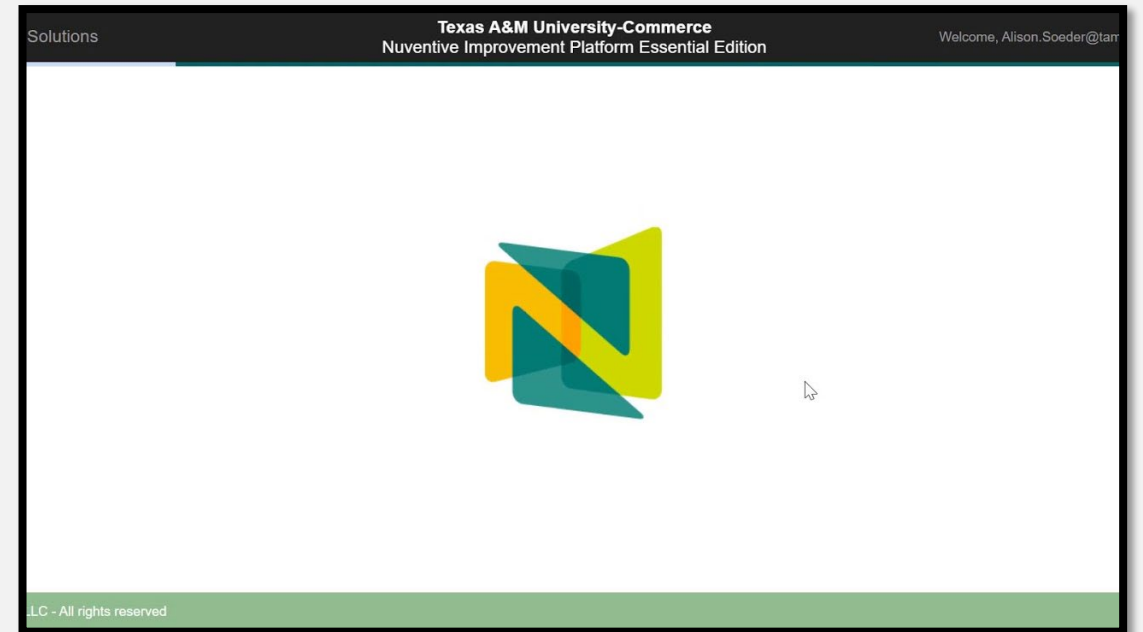 Solutions
Texas A&M University-Commerce
Nuventive Improvement Platform Essential Edition
Welcome, Alison.Soeder@tam
LLC - All rights reserved